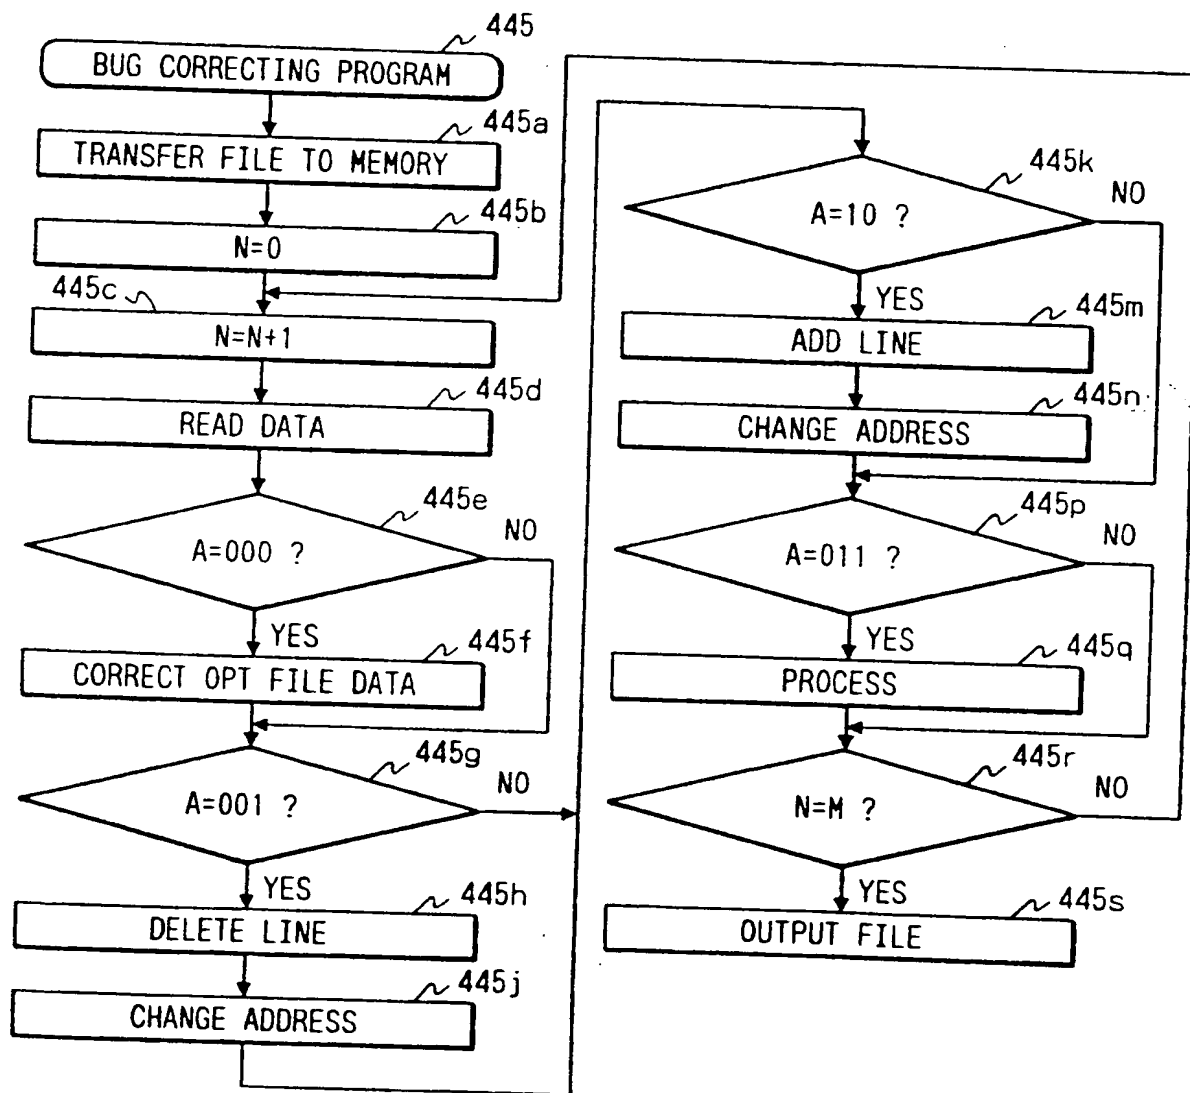 445
BUG CORRECTING PROGRAM
445a
TRANSFER FILE TO MEMORY
445b
N=0
445c
N=N+1
445d
READ DATA
445e
A=000 ?
NO
YES
445f
CORRECT OPT FILE DATA
445g
A=001 ?
NO
YES
445h
DELETE LINE
445j
CHANGE ADDRESS
445k
A=10 ?
NO
YES
445m
ADD LINE
445n
CHANGE ADDRESS
445p
A=011 ?
NO
YES
445q
PROCESS
445r
N=M ?
NO
YES
445s
OUTPUT FILE